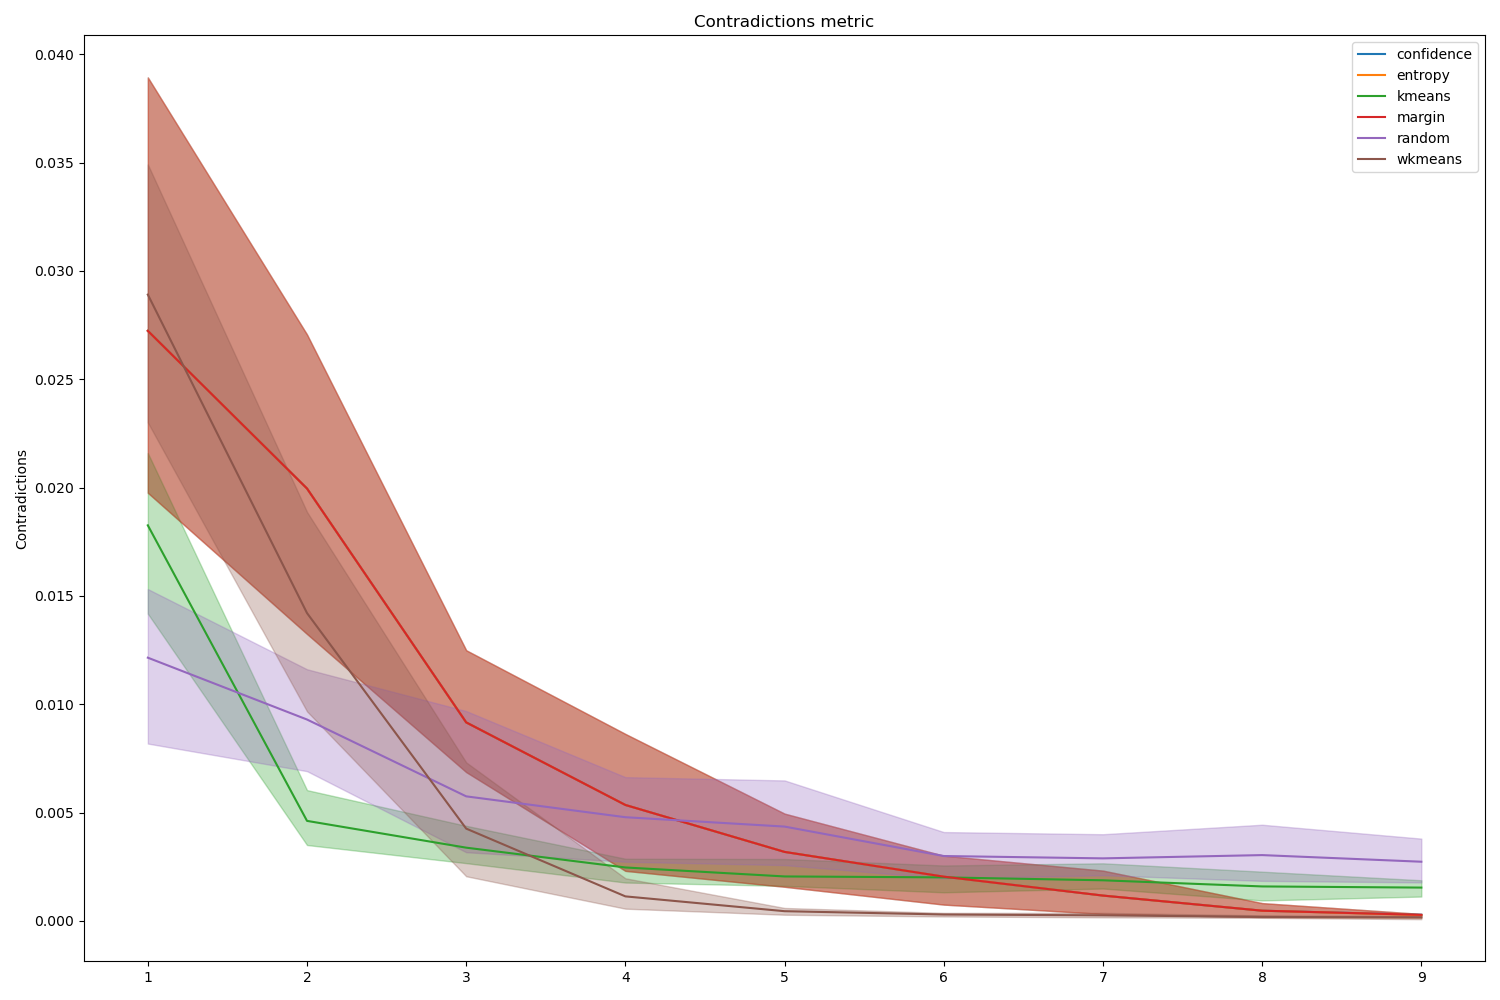 Contradictions metric
0.040
0.035
0.030
0.025
0.020
0.015
0.010
0.005
0.000
Contradictions
1 2 3 4 5 6 7 8 9
confidence
entropy
kmeans
margin
random
wkmeans